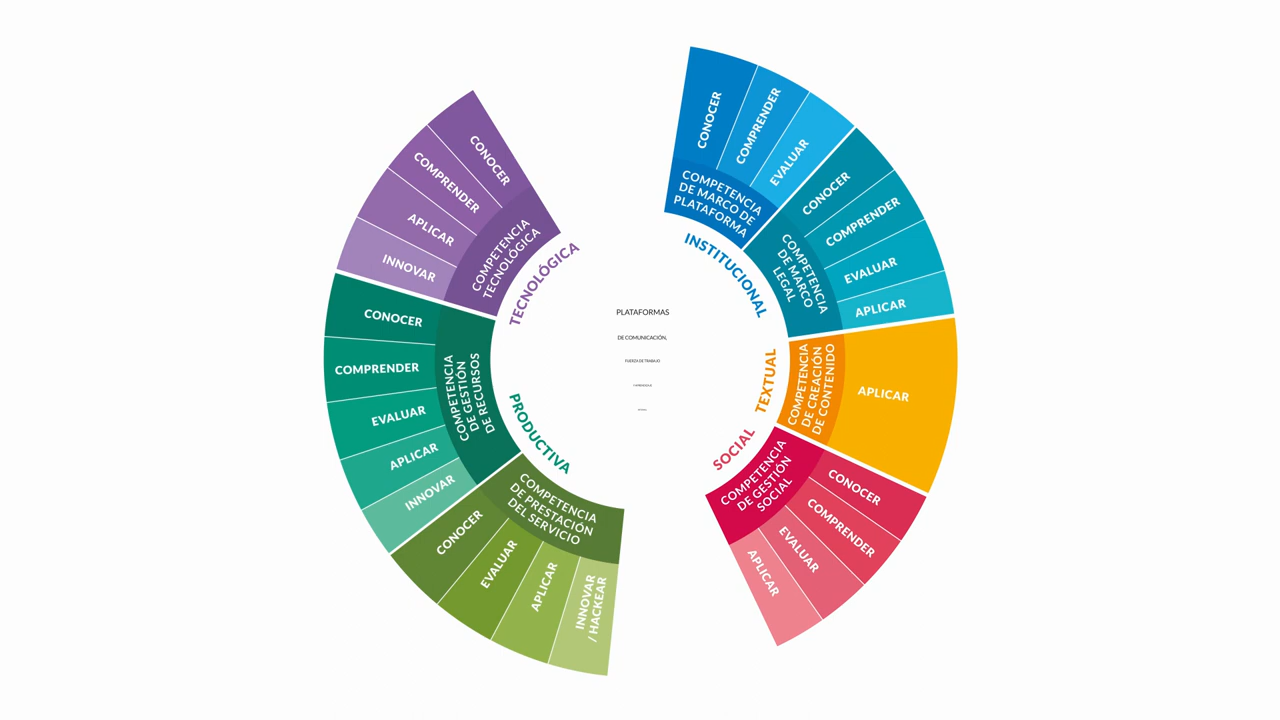 CONOCER
COMPRENDER
EVALUAR
COMPETENCIA
DE MARCO DE
PLATAFORMA
INSTITUCIONAL
CONOCER
COMPRENDER
EVALUAR
APLICAR
COMPETENCIA
DE MARCO
LEGAL
APLICAR
COMPETENCIA
DE CREACIÓN
DE CONTENIDO
TEXTUAL
CONOCER
COMPRENDER
EVALUAR
APLICAR
COMPETENCIA
DE GESTIÓN
SOCIAL
SOCIAL
CONOCER
EVALUAR
APLICAR
INNOVAR
/ HACKEAR
COMPETENCIA
DE PRESTACIÓN
DEL SERVICIO
PRODUCTIVA
CONOCER
COMPRENDER
EVALUAR
APLICAR
INNOVAR
COMPETENCIA
DE GESTIÓN
DE RECURSOS
CONOCER
COMPRENDER
APLICAR
INNOVAR
COMPETENCIA
TECNOLÓGICA
TECNOLÓGICA
PLATAFORMAS
DE COMUNICACIÓN,
FUERZA DE TRABAJO